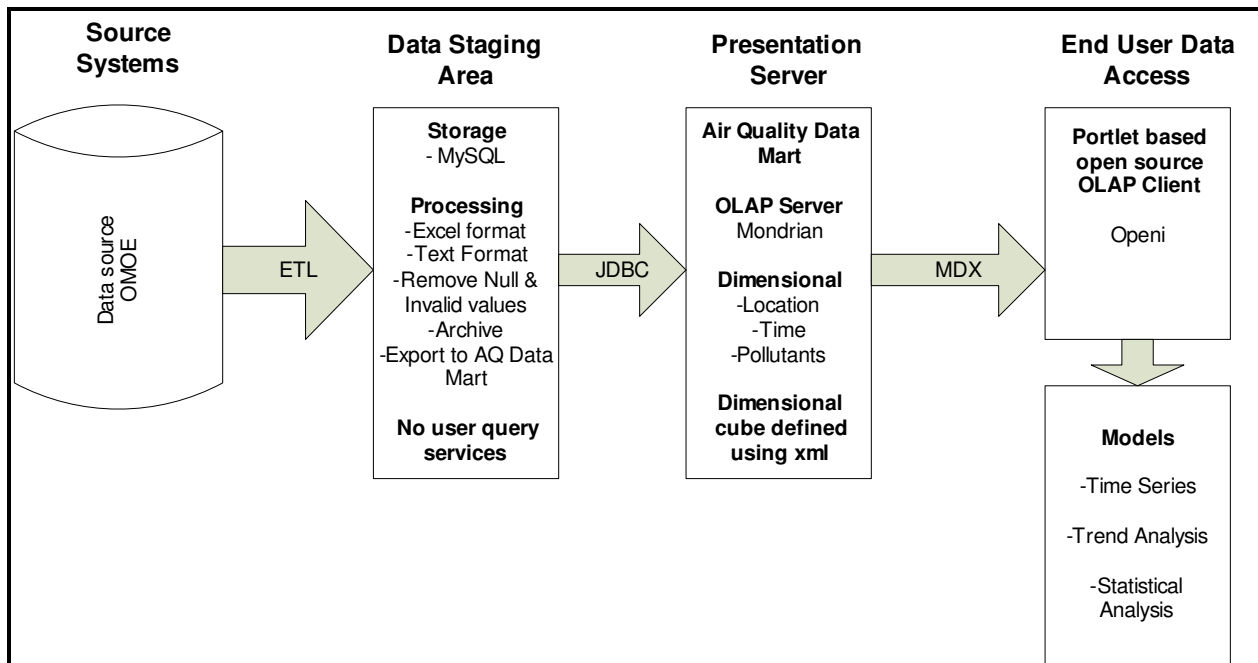 Source
Systems
Data source
OMOE
ETL
Data Staging
Area
Storage
- MySQL
Processing
-Excel format
-Text Format
-Remove Null &
Invalid values
-Archive
-Export to AQ Data
Mart
No user query
services
JDBC
Presentation
Server
Air Quality Data
Mart
OLAP Server
Mondrian
Dimensional
-Location
-Time
-Pollutants
Dimensional
cube defined
using xml
MDX
End User Data
Access
Portlet based
open source
OLAP Client
Openi
Models
-Time Series
-Trend Analysis
-Statistical
Analysis